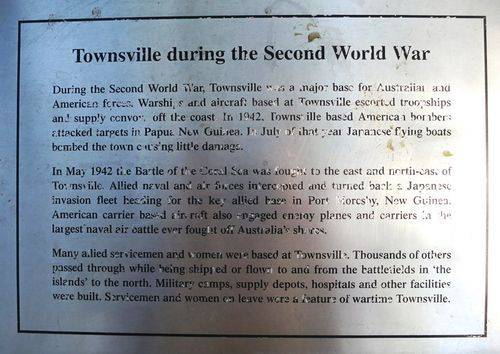 Townsville during the Second World War
During the Second World War, Townsville was a major base for Australian and
American forces. Warships and aircraft based at Townsville escorted troopships
and supply convoys off the coast. In 1942, Townsville based American bombers
attacked targets in Papua New Guinea. In July of that year Japanese flying boats
bombed the town causing little damage.
In May 1942 the Battle of the Coral Sea was fought to the east and north-east of
Townsville. Allied naval and air forces intercepted and turned back a Japanese
invasion fleet heading for the key allied base in Port Moresby, New Guinea.
American carrier based aircraft also engaged enemy planes and carriers in the
largest naval air battle ever fought off Australia's shores.
Many allied servicemen and women were based at Townsville. Thousands of others
passed through while being shipped or flown to and from the battlefields in 'the
islands' to the north. Military camps, supply depots, hospitals and other facilities
were built. Servicemen and women on leave were a feature of wartime Townsville.